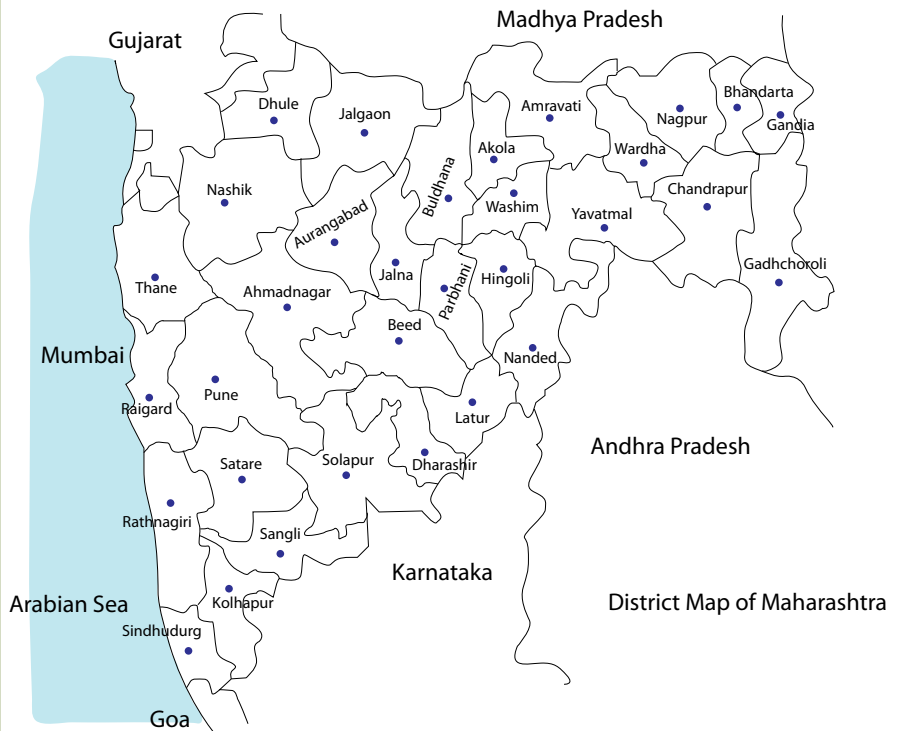 Madhya Pradesh
Gujarat
Bhandarta
Dhule
Jalgaon
Amravati
Nagpur
Gandia
Akola
Wardha
Nashik
Buldhana
Chandrapur
Washim
Aurangabad
Yavatmal
Gadhchoroli
Thane
Jalna
Parbhani
Hingoli
Ahmadnagar
Beed
Mumbai
Nanded
Pune
Raigard
Latur
Andhra Pradesh
Satare
Solapur
Dharashir
Rathnagiri
Sangli
Karnataka
Arabian Sea
Kolhapur
District Map of Maharashtra
Sindhudurg
Goa